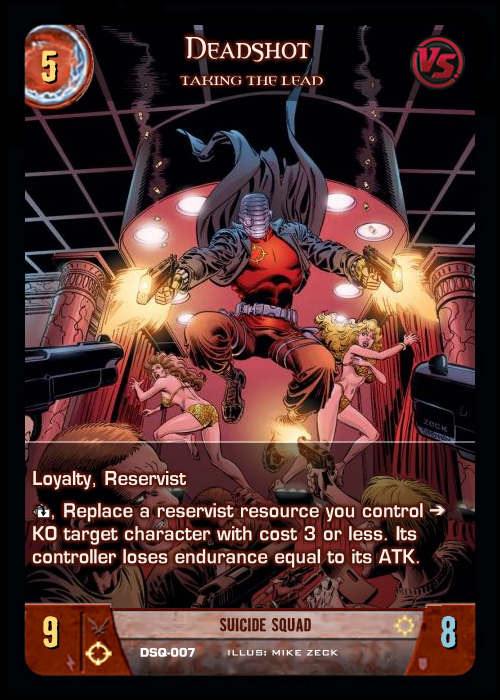 5
DEADSHOT
VS.
TAKING THE LEAD
zeck
Loyalty, Reservist
, Replace a reservist resource you control →
KO target character with cost 3 or less. Its
controller loses endurance equal to its ATK.
9
SUICIDE SQUAD
8
DSQ-007 ILLUS: MIKE ZECK